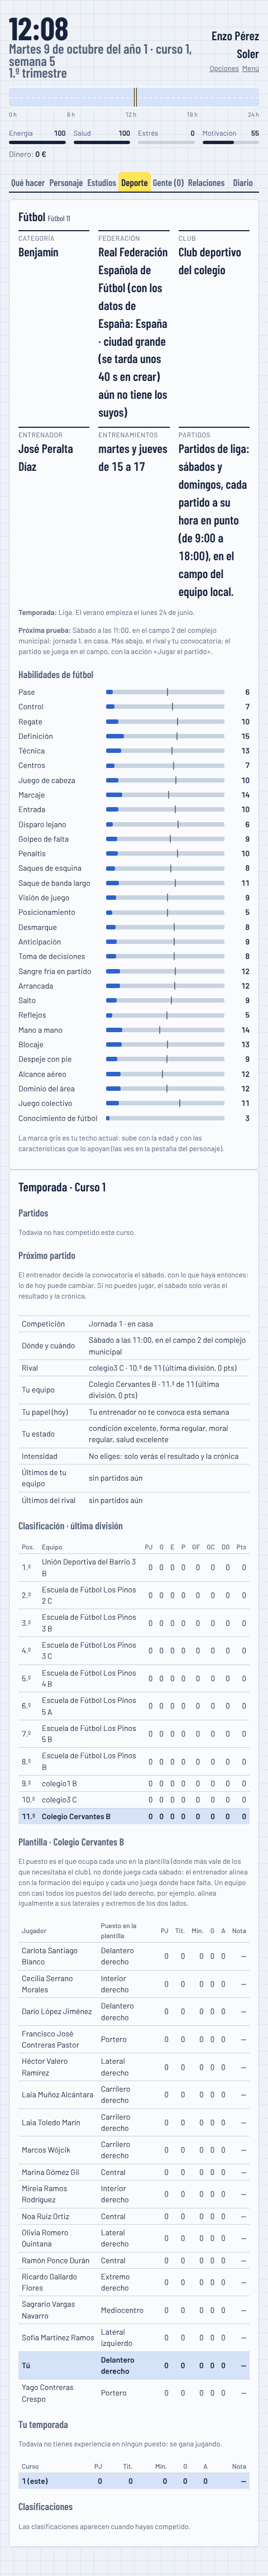 12:08
Martes 9 de octubre del año 1 · curso 1,
semana 5
1.º trimestre
Enzo Pérez
Soler
Opciones Menú
0 h 6 h 12 h 18 h 24 h
Energía 100 Salud 100 Estrés 0 Motivación 55
Dinero: 0 €
Qué hacer Personaje Estudios Deporte Gente (0) Relaciones Diario
Fútbol Fútbol 11
CATEGORÍA
Benjamín
FEDERACIÓN
Real Federación
Española de
Fútbol (con los
datos de
España: España
· ciudad grande
(se tarda unos
40 s en crear)
aún no tiene los
suyos)
CLUB
Club deportivo
del colegio
ENTRENADOR
José Peralta
Díaz
ENTRENAMIENTOS
martes y jueves
de 15 a 17
PARTIDOS
Partidos de liga:
sábados y
domingos, cada
partido a su
hora en punto
(de 9:00 a
18:00), en el
campo del
equipo local.
Temporada: Liga. El verano empieza el lunes 24 de junio.
Próxima prueba: Sábado a las 11:00, en el campo 2 del complejo
municipal: jornada 1, en casa. Más abajo, el rival y tu convocatoria; el
partido se juega en el campo, con la acción «Jugar el partido».
Habilidades de fútbol
Pase 6
Control 7
Regate 10
Definición 15
Técnica 13
Centros 7
Juego de cabeza 10
Marcaje 14
Entrada 10
Disparo lejano 6
Golpeo de falta 9
Penaltis 10
Saques de esquina 8
Saque de banda largo 11
Visión de juego 9
Posicionamiento 5
Desmarque 8
Anticipación 9
Toma de decisiones 8
Sangre fría en partido 12
Arrancada 12
Salto 9
Reflejos 5
Mano a mano 14
Blocaje 13
Despeje con pie 9
Alcance aéreo 12
Dominio del área 12
Juego colectivo 11
Conocimiento de fútbol 3
La marca gris es tu techo actual: sube con la edad y con las
características que lo apoyan (las ves en la pestaña de personaje).
Temporada · Curso 1
Partidos
Todavía no has competido este curso.
Próximo partido
El entrenador decide la convocatoria el sábado, con lo que haya entonces:
lo de hoy puede cambiar. Si no puedes jugar, el sábado solo verás el
resultado y la crónica.
Competición Jornada 1 · en casa
Dónde y cuándo Sábado a las 11:00, en el campo 2 del complejo
municipal
Rival colegio3 C · 10.º de 11 (última división, 0 pts)
Tu equipo Colegio Cervantes B · 11.º de 11 (última
división, 0 pts)
Tu papel (hoy) Tu entrenador no te convoca esta semana
Tu estado condición excelente, forma regular, moral
regular, salud excelente
Intensidad No eliges: solo verás el resultado y la crónica
Últimos de tu
equipo sin partidos aún
Últimos del rival sin partidos aún
Clasificación · última división
Pos. Equipo PJ G E P GF GC DG Pts
1.º Unión Deportiva del Barrio 3
B 0 0 0 0 0 0 0 0
2.º Escuela de Fútbol Los Pinos
2 C 0 0 0 0 0 0 0 0
3.º Escuela de Fútbol Los Pinos
3 B 0 0 0 0 0 0 0 0
4.º Escuela de Fútbol Los Pinos
3 C 0 0 0 0 0 0 0 0
5.º Escuela de Fútbol Los Pinos
4 B 0 0 0 0 0 0 0 0
6.º Escuela de Fútbol Los Pinos
5 A 0 0 0 0 0 0 0 0
7.º Escuela de Fútbol Los Pinos
5 B 0 0 0 0 0 0 0 0
8.º Escuela de Fútbol Los Pinos
B 0 0 0 0 0 0 0 0
9.º colegio1 B 0 0 0 0 0 0 0 0
10.º colegio3 C 0 0 0 0 0 0 0 0
11.º Colegio Cervantes B 0 0 0 0 0 0 0 0
Plantilla · Colegio Cervantes B
El puesto es el que ocupa cada uno en la plantilla (donde más vale de los
que necesitaba el club), no donde juega cada sábado: el entrenador alinea
con la formación del equipo y cada uno juega donde hace falta. Un equipo
con casi todos los puestos del lado derecho, por ejemplo, alinea
igualmente a sus laterales y extremos de los dos lados.
Jugador Puesto en la
plantilla PJ Tit. Min. G A Nota
Carlota Santiago
Blanco Delantero
derecho 0 0 0 0 0 —
Cecilia Serrano
Morales Interior
derecho 0 0 0 0 0 —
Darío López Jiménez Delantero
derecho 0 0 0 0 0 —
Francisco José
Contreras Pastor Portero 0 0 0 0 0 —
Héctor Valero
Ramírez Lateral
derecho 0 0 0 0 0 —
Laia Muñoz Alcántara Carrilero
derecho 0 0 0 0 0 —
Laia Toledo Marín Carrilero
derecho 0 0 0 0 0 —
Marcos Wójcik Carrilero
derecho 0 0 0 0 0 —
Marina Gómez Gil Central 0 0 0 0 0 —
Mireia Ramos
Rodríguez Interior
derecho 0 0 0 0 0 —
Noa Ruiz Ortiz Central 0 0 0 0 0 —
Olivia Romero
Quintana Lateral
derecho 0 0 0 0 0 —
Ramón Ponce Durán Central 0 0 0 0 0 —
Ricardo Gallardo
Flores Extremo
derecho 0 0 0 0 0 —
Sagrario Vargas
Navarro Mediocentro 0 0 0 0 0 —
Sofía Martínez Ramos Lateral
izquierdo 0 0 0 0 0 —
Tú Delantero
derecho 0 0 0 0 0 —
Yago Contreras
Crespo Portero 0 0 0 0 0 —
Tu temporada
Todavía no tienes experiencia en ningún puesto: se gana jugando.
Curso PJ Tit. Min. G A Nota
1 (este) 0 0 0 0 0 —
Clasificaciones
Las clasificaciones aparecen cuando hayas competido.